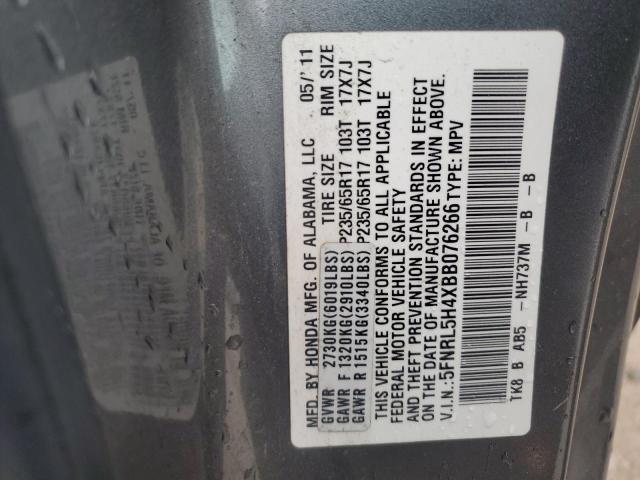 MFD. BY HONDA MFG. OF ALABAMA, LLC 05/'11
GVWR 2730KG(6019LBS) TIRE SIZE RIM SIZE
GAWR F 1320KG(2910LBS) P235/65R17 103T 17X7J
GAWR R 1515KG(3340LBS) P235/65R17 103T 17X7J
THIS VEHICLE CONFORMS TO ALL APPLICABLE
FEDERAL MOTOR VEHICLE SAFETY
AND THEFT PREVENTION STANDARDS IN EFFECT
ON THE DATE OF MANUFACTURE SHOWN ABOVE.
V.I.N.:5FNRL5H4XBB076266 TYPE: MPV
TK8 B AB5 -NH737M -B -B